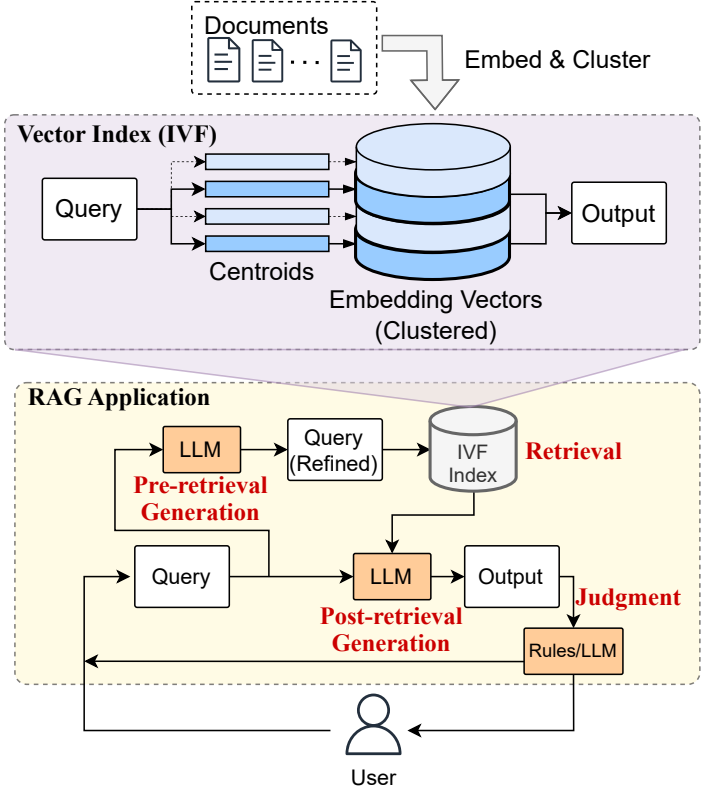 Documents
...
Embed & Cluster
Vector Index (IVF)
Query
Centroids
Embedding Vectors
(Clustered)
Output
RAG Application
LLM
Query
(Refined)
IVF
Index
Retrieval
Pre-retrieval
Generation
Query
LLM
Output
Judgment
Post-retrieval
Generation
Rules/LLM
User